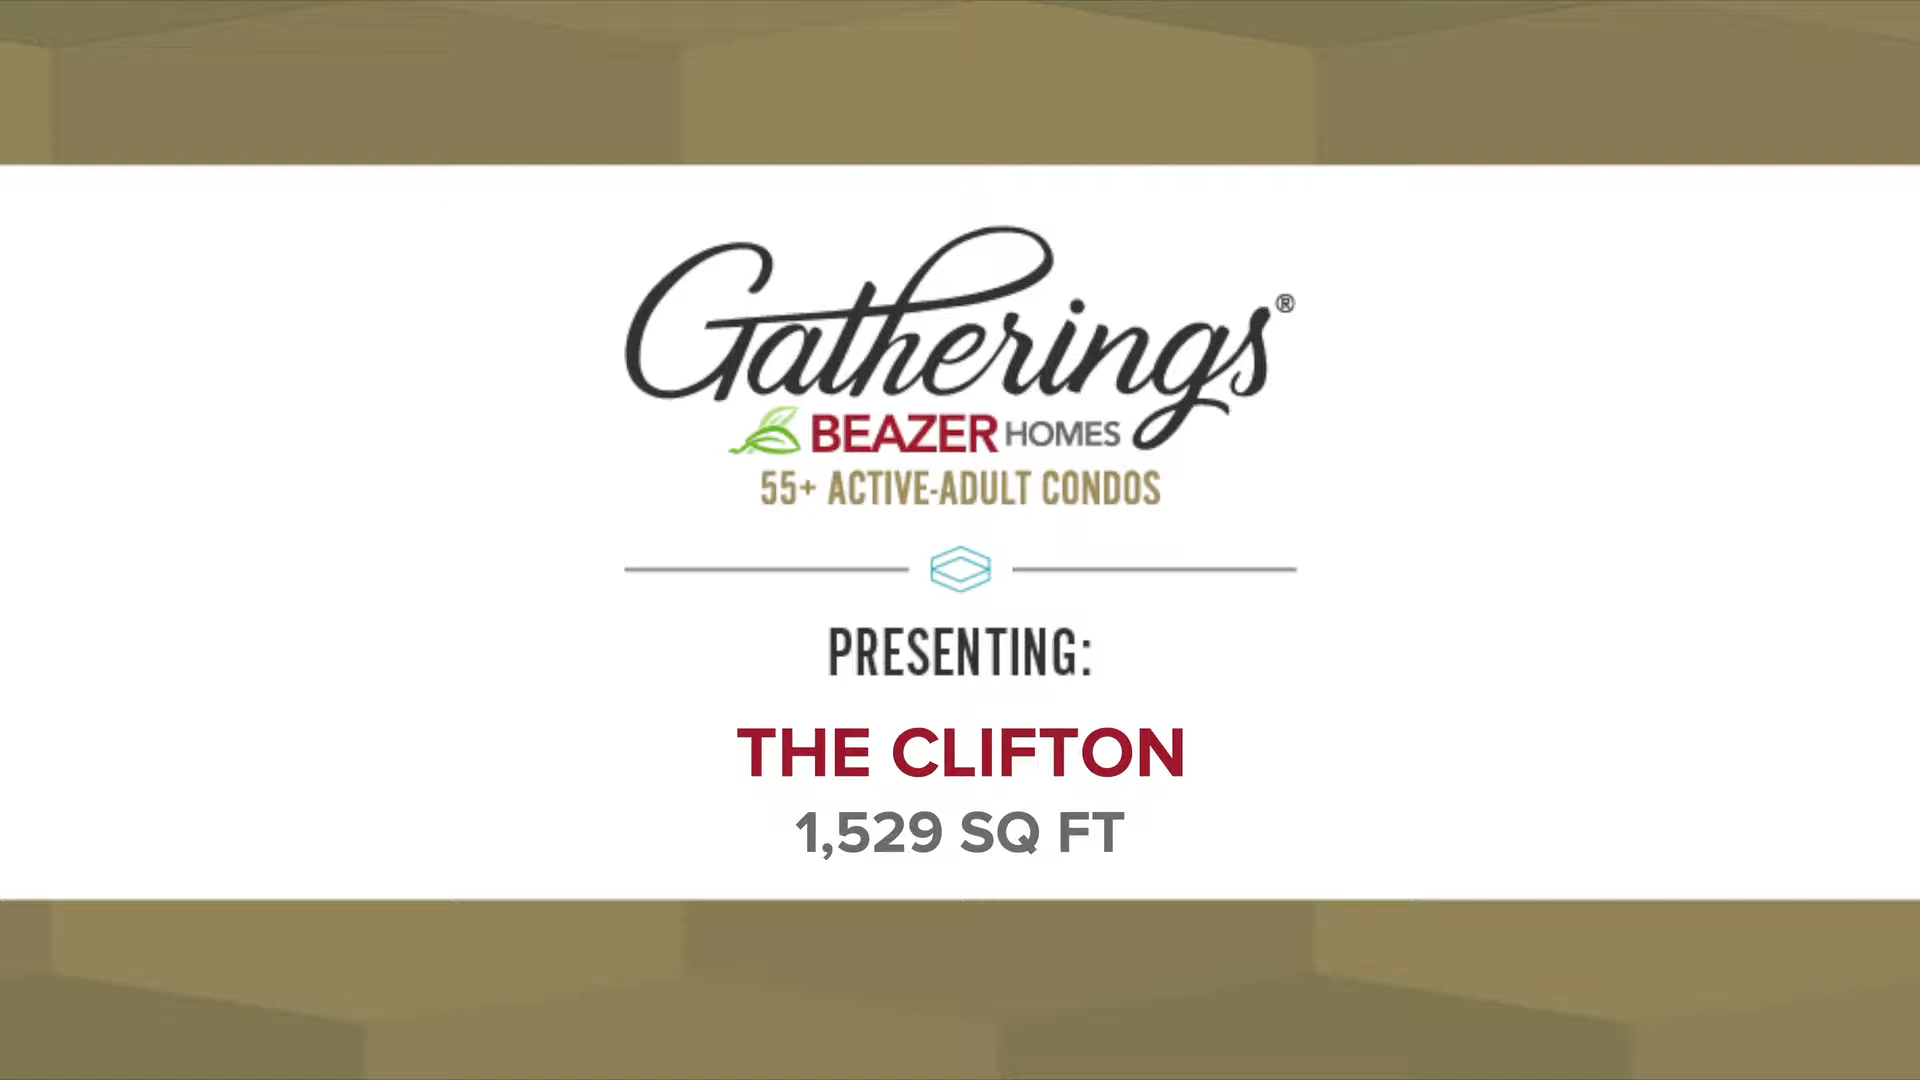 Gatherings®
BEAZER HOMES
55+ ACTIVE-ADULT CONDOS
PRESENTING:
THE CLIFTON
1,529 SQ FT